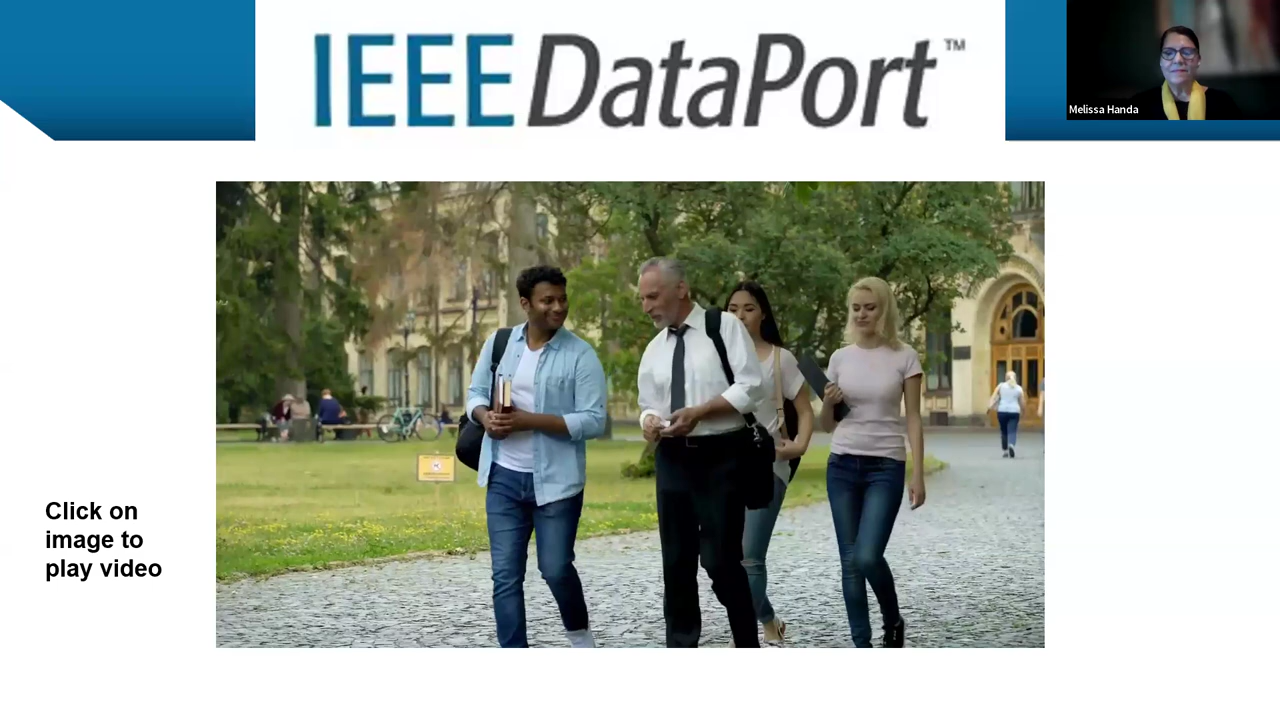 IEEE DataPort™
Melissa Handa
Click on
image to
play video